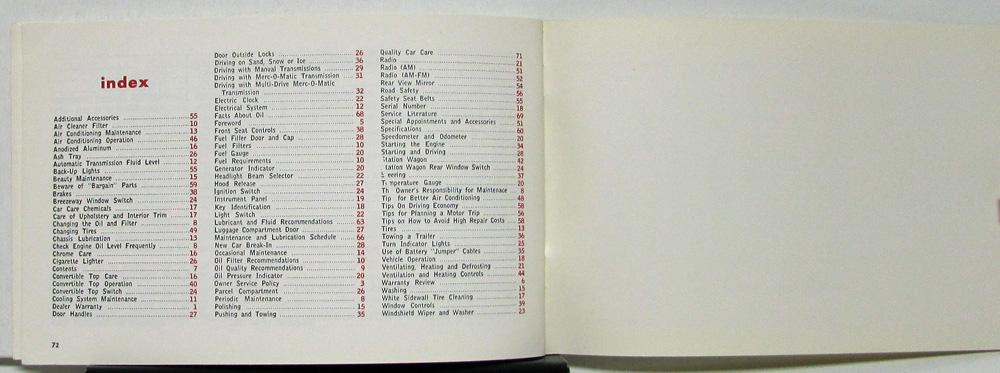 index
Additional Accessories 55
Air Cleaner Filter 10
Air Conditioning Maintenance 13
Air Conditioning Operation 46
Anodized Aluminum 16
Ash Tray 26
Automatic Transmission Fluid Level 12
Back-Up Lights 55
Beauty Maintenance 15
Beware of "Bargain" Parts 59
Brakes 38
Breezeway Window Switch 24
Car Care Chemicals 17
Care of Upholstery and Interior Trim 17
Changing the Oil and Filter 8
Changing Tires 49
Chassis Lubrication 13
Check Engine Oil Level Frequently 8
Chrome Care 16
Cigarette Lighter 26
Contents 7
Convertible Top Care 16
Convertible Top Operation 40
Convertible Top Switch 24
Cooling System Maintenance 11
Dealer Warranty 1
Door Handles 27
Door Outside Locks 26
Driving on Sand, Snow or Ice 36
Driving with Manual Transmissions 29
Driving with Merc-O-Matic Transmission 31
Driving with Multi-Drive Merc-O-Matic
Transmission 32
Electric Clock 22
Electrical System 12
Facts About Oil 68
Foreword 5
Front Seat Controls 38
Fuel Filler Door and Cap 28
Fuel Filters 10
Fuel Gauge 20
Fuel Requirements 10
Generator Indicator 20
Headlight Beam Selector 22
Hood Release 27
Ignition Switch 24
Instrument Panel 19
Key Identification 18
Light Switch 22
Lubricant and Fluid Recommendations 63
Luggage Compartment Door 27
Maintenance and Lubrication Schedule 66
New Car Break-In 28
Occasional Maintenance 14
Oil Filter Recommendations 10
Oil Quality Recommendations 9
Oil Pressure Indicator 20
Owner Service Policy 3
Parcel Compartment 26
Periodic Maintenance 8
Polishing 15
Pushing and Towing 35
Quality Car Care 71
Radio 21
Radio (AM) 51
Radio (AM-FM) 52
Rear View Mirror 54
Road Safety 56
Safety Seat Belts 55
Serial Number 18
Service Literature 69
Special Appointments and Accessories 51
Specifications 60
Speedometer and Odometer 20
Starting the Engine 34
Starting and Driving 28
tation Wagon 42
tation Wagon Rear Window Switch 24
eering 37
T mperature Gauge 20
Th Owner's Responsibility for Maintenace 8
Tip for Better Air Conditioning 48
Tips On Driving Economy 58
Tips for Planning a Motor Trip 56
Tips on How to Avoid High Repair Costs 58
Tires 13
Towing a Trailer 36
Turn Indicator Lights 25
Use of Battery "Jumper" Cables 35
Vehicle Operation 18
Ventilating, Heating and Defrosting 21
Ventilation and Heating Controls 44
Warranty Review 6
Washing 15
White Sidewall Tire Cleaning 17
Window Controls 39
Windshield Wiper and Washer 23
72